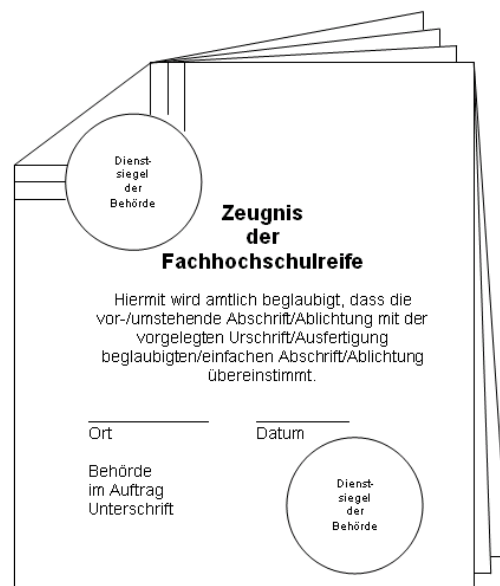 Dienst-
siegel
der
Behörde
Zeugnis
der
Fachhochschulreife
Hiermit wird amtlich beglaubigt, dass die
vor-/umstehende Abschrift/Ablichtung mit der
vorgelegten Urschrift/Ausfertigung
beglaubigten/einfachen Abschrift/Ablichtung
übereinstimmt.
Ort Datum
Behörde
im Auftrag
Unterschrift
Dienst-
siegel
der
Behörde